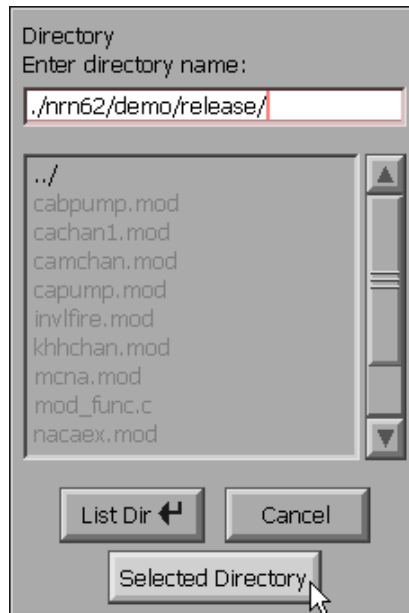 Directory
Enter directory name:
./nrn62/demo/release/
../
cabpump.mod
cachan1.mod
camchan.mod
capump.mod
invlfire.mod
khhchan.mod
mcna.mod
mod_func.c
nacaex.mod
List Dir Cancel
Selected Directory